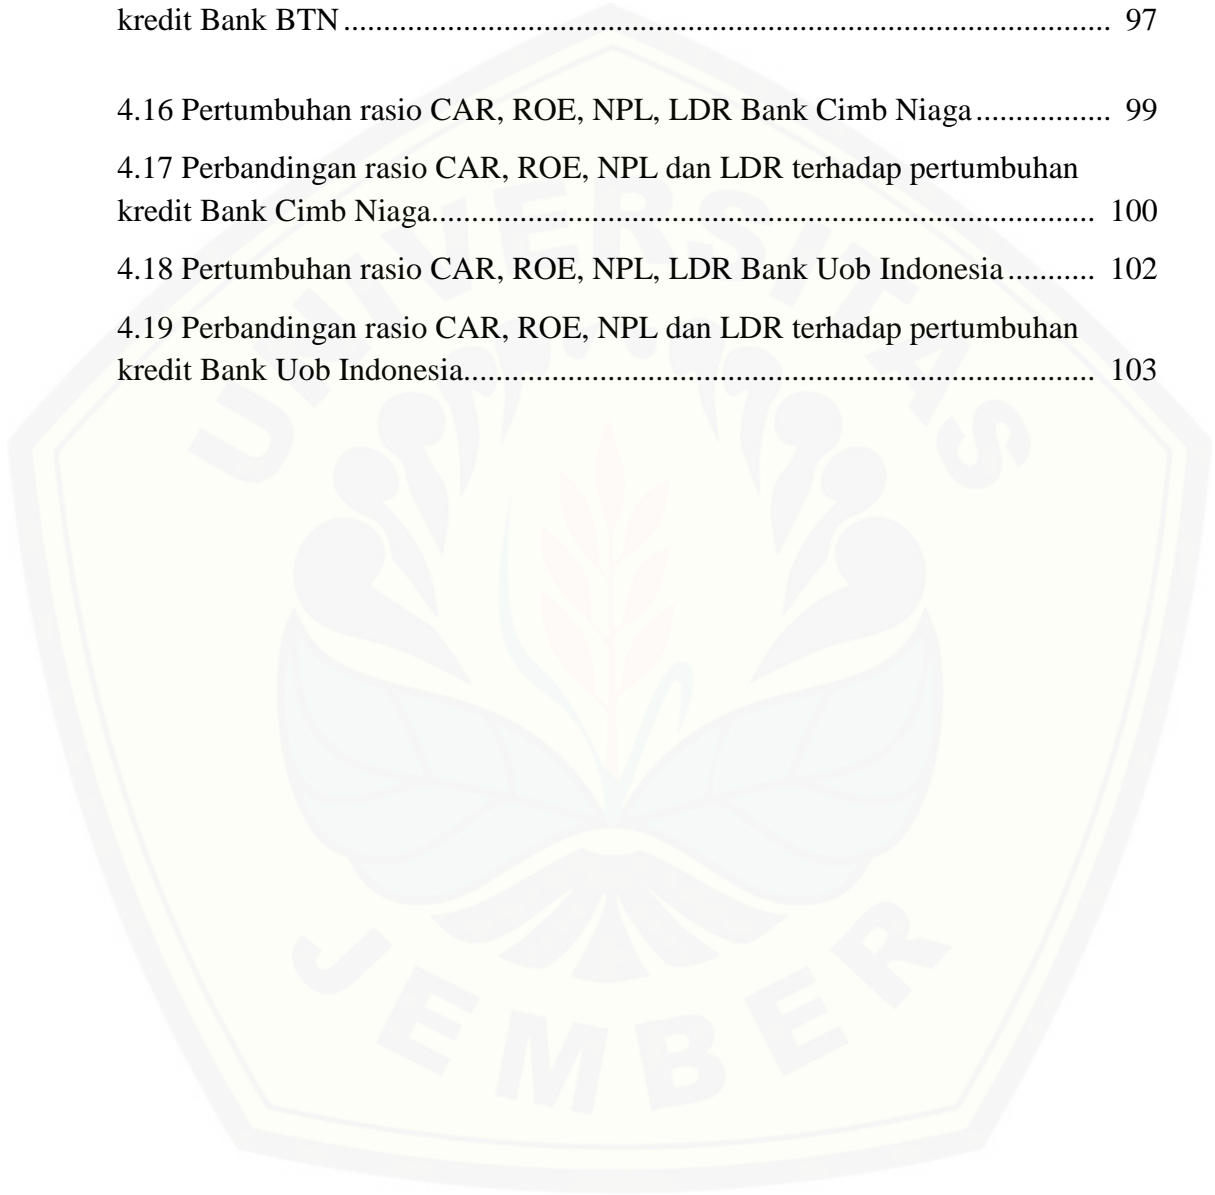 kredit Bank BTN ................................................................................................ 97
4.16 Pertumbuhan rasio CAR, ROE, NPL, LDR Bank Cimb Niaga ................. 99
4.17 Perbandingan rasio CAR, ROE, NPL dan LDR terhadap pertumbuhan
kredit Bank Cimb Niaga................................................................................... 100
4.18 Pertumbuhan rasio CAR, ROE, NPL, LDR Bank Uob Indonesia ........... 102
4.19 Perbandingan rasio CAR, ROE, NPL dan LDR terhadap pertumbuhan
kredit Bank Uob Indonesia............................................................................... 103
UNIVERSITAS
JEMBER